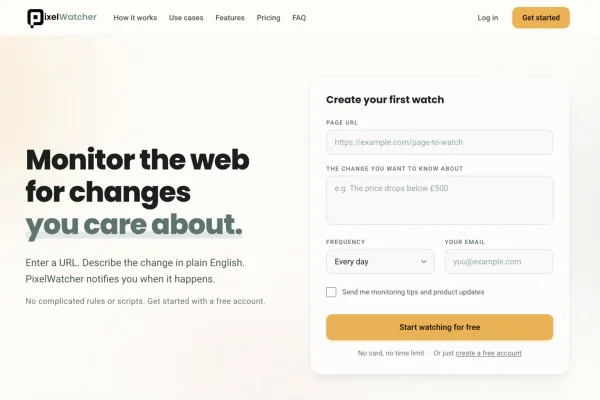 PixelWatcher
How it works
Use cases
Features
Pricing
FAQ
Log in
Get started
Monitor the web
for changes
you care about.
Enter a URL. Describe the change in plain English.
PixelWatcher notifies you when it happens.
No complicated rules or scripts. Get started with a free account.
Create your first watch
PAGE URL
https://example.com/page-to-watch
THE CHANGE YOU WANT TO KNOW ABOUT
e.g. The price drops below £500
FREQUENCY
Every day
YOUR EMAIL
you@example.com
Send me monitoring tips and product updates
Start watching for free
No card, no time limit · Or just create a free account